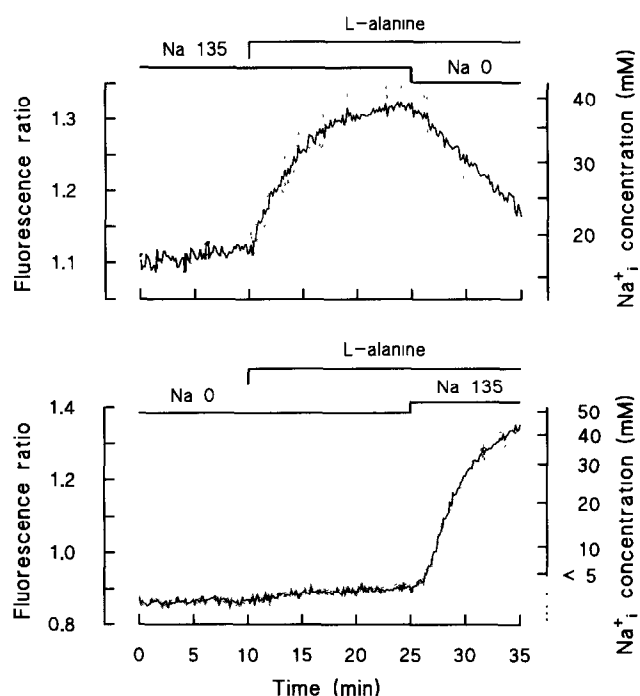 L-alanine
Na 135
Na 0
Fluorescence ratio
1.3
1.2
1.1
40
30
20
Na+i concentration (mM)
L-alanine
Na 0
Na 135
Fluorescence ratio
1.4
1.2
1.0
0.8
50
40
30
20
10
< 5
Na+i concentration (mM)
0 5 10 15 20 25 30 35
Time (min)